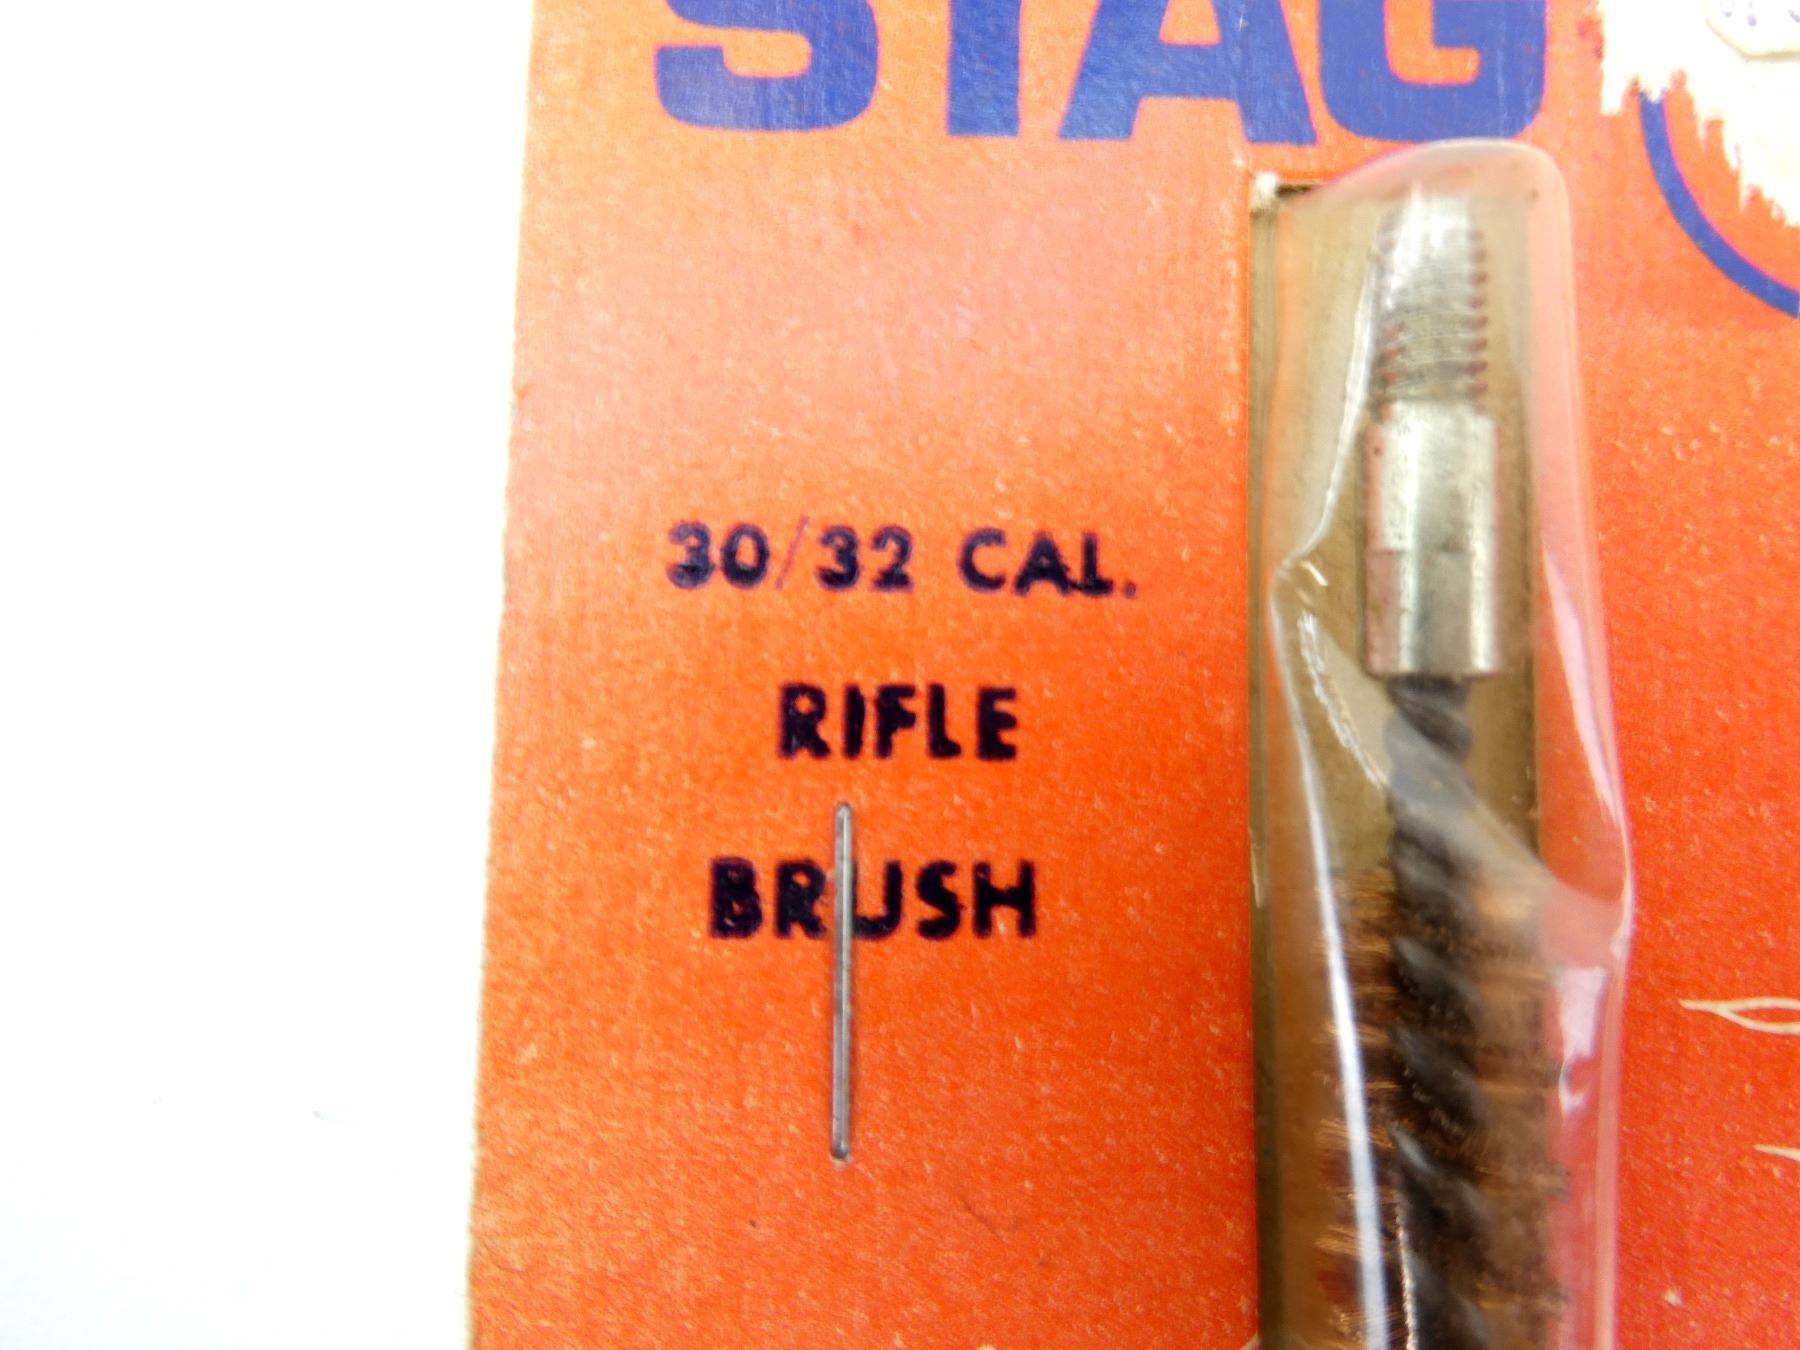 STAG
30/32 CAL.
RIFLE
BRUSH